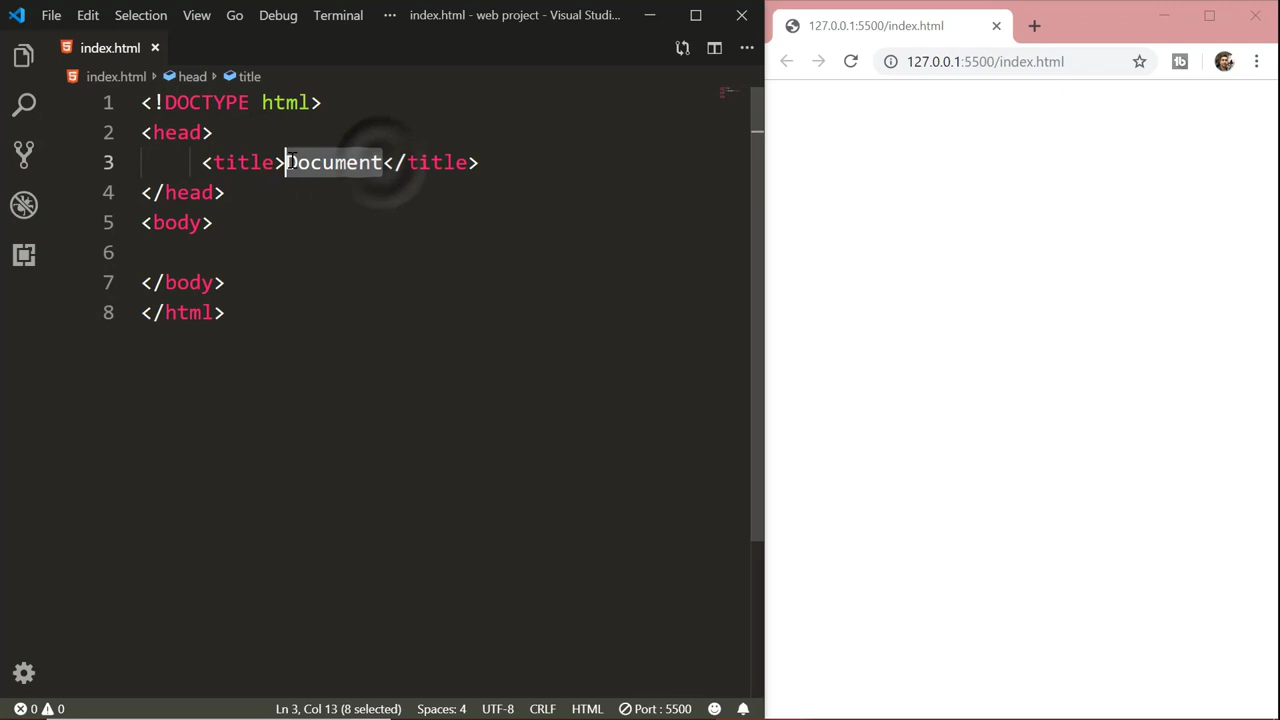 File Edit Selection View Go Debug Terminal ••• index.html - web project - Visual Studi...
index.html
index.html > head > title
1 <!DOCTYPE html>
2 <head>
3 <title>Document</title>
4 </head>
5 <body>
6
7 </body>
8 </html>
0 0 Ln 3, Col 13 (8 selected) Spaces: 4 UTF-8 CRLF HTML Port : 5500
127.0.0.1:5500/index.html
127.0.0.1:5500/index.html